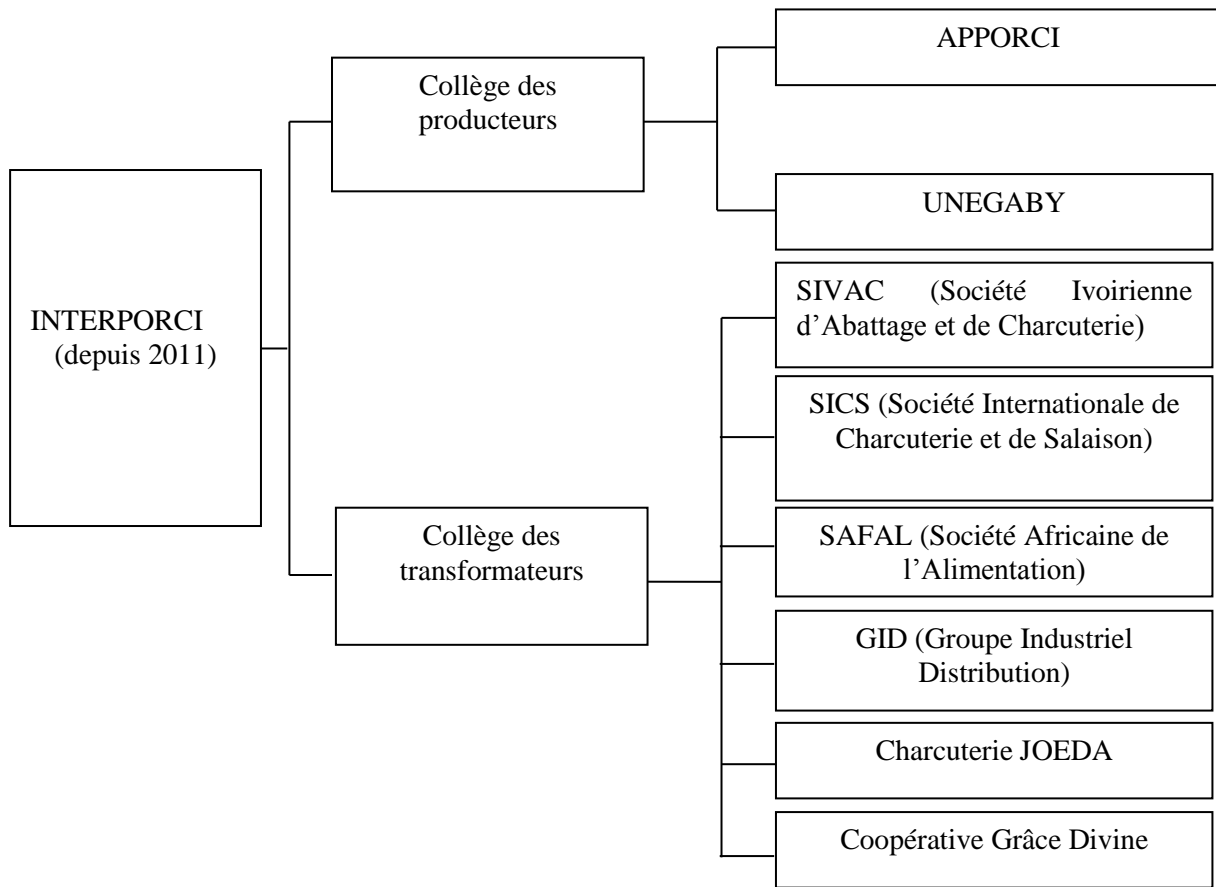 INTERPORCI
(depuis 2011)
Collège des
producteurs
APPORCI
UNEGABY
Collège des
transformateurs
SIVAC (Société Ivoirienne
d’Abattage et de Charcuterie)
SICS (Société Internationale de
Charcuterie et de Salaison)
SAFAL (Société Africaine de
l’Alimentation)
GID (Groupe Industriel
Distribution)
Charcuterie JOEDA
Coopérative Grâce Divine